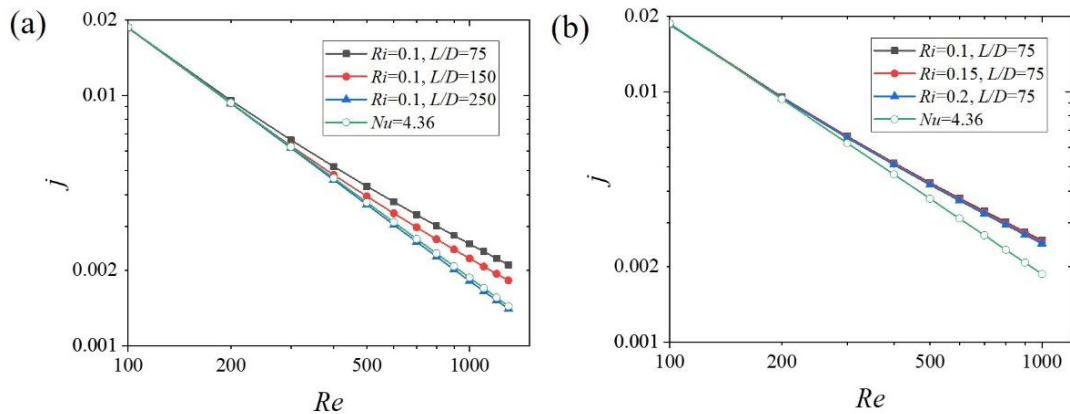 (a)
0.02
0.01
0.002
0.001
j
100
200
500
1000
Re
Ri=0.1, L/D=75
Ri=0.1, L/D=150
Ri=0.1, L/D=250
Nu=4.36
(b)
0.02
0.01
0.002
0.001
j
100
200
500
1000
Re
Ri=0.1, L/D=75
Ri=0.15, L/D=75
Ri=0.2, L/D=75
Nu=4.36